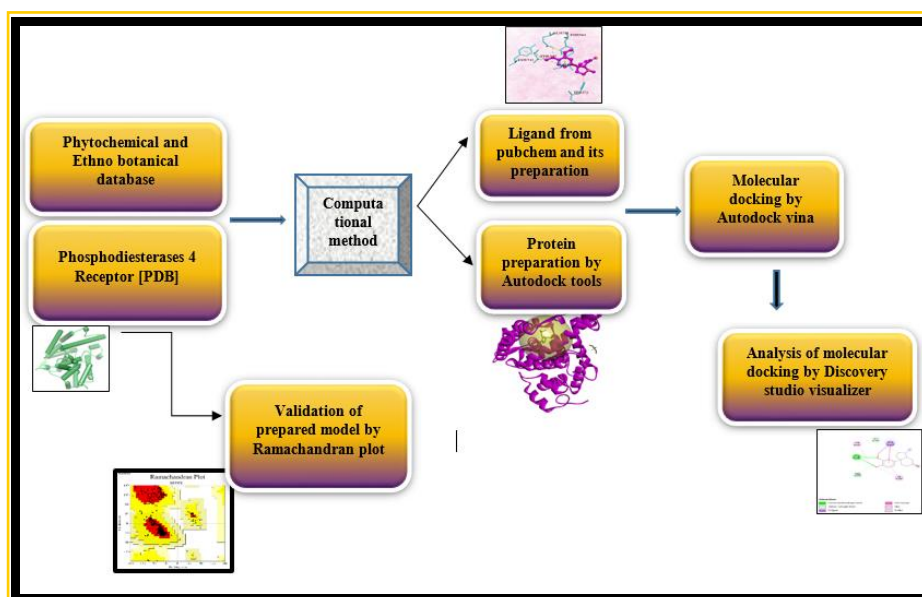 Phytochemical and
Ethno botanical
database
Phosphodiesterases 4
Receptor [PDB]
Computa
tional
method
Ligand from
pubchem and its
preparation
Protein
preparation by
Autodock tools
Molecular
docking by
Autodock vina
Analysis of molecular
docking by Discovery
studio visualizer
Validation of
prepared model by
Ramachandran plot
Ramachandran Plot